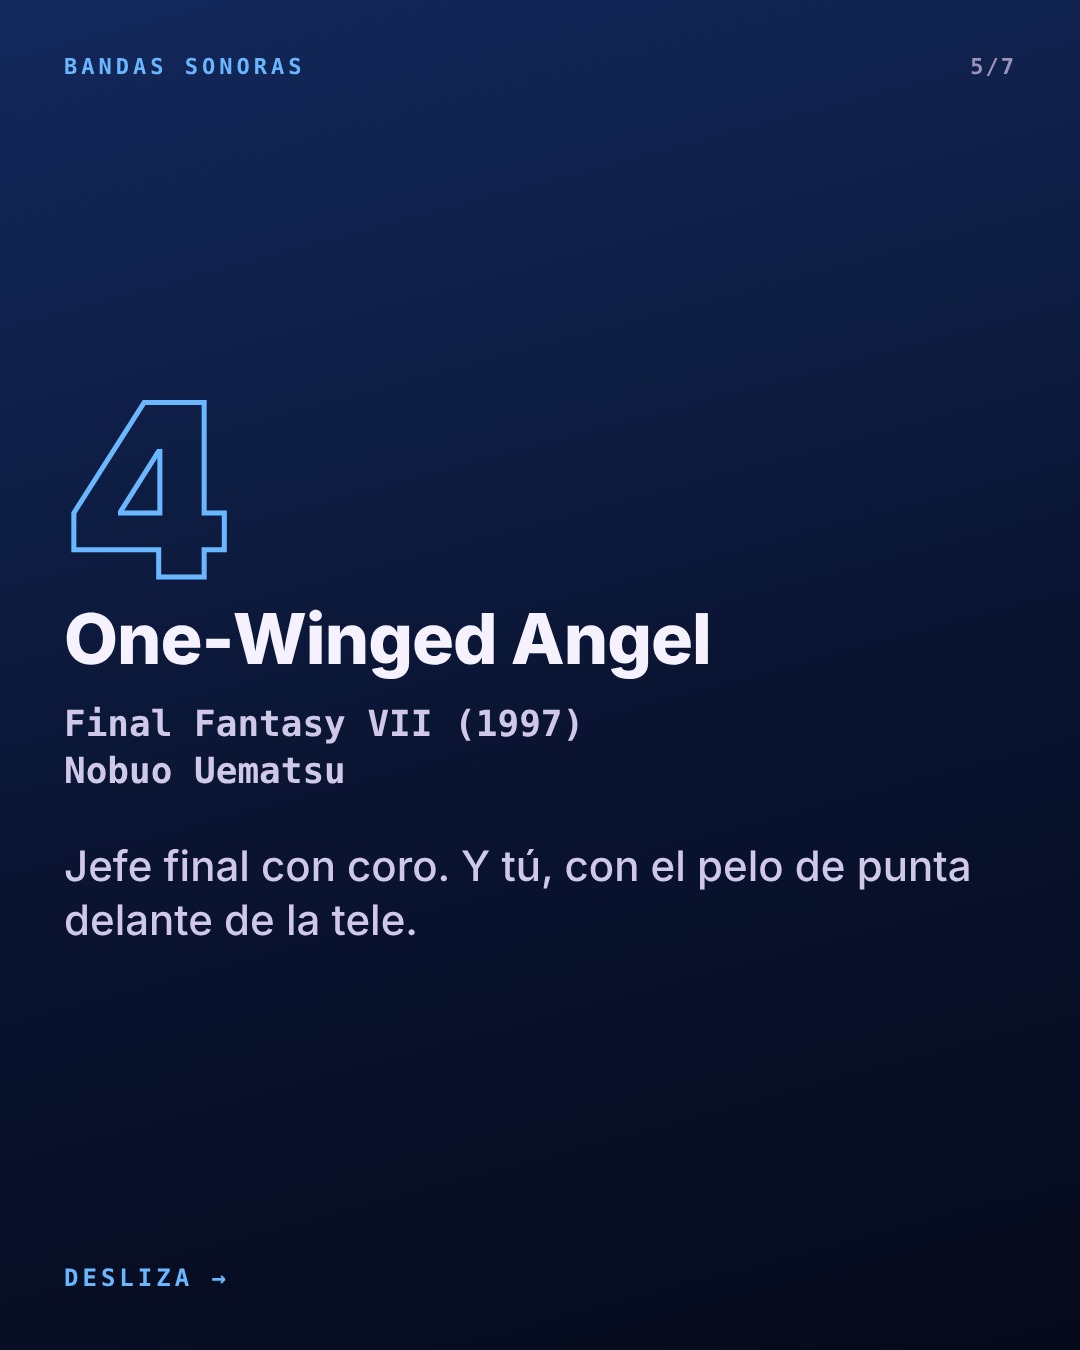 BANDAS SONORAS
5/7
4
One-Winged Angel
Final Fantasy VII (1997)
Nobuo Uematsu
Jefe final con coro. Y tú, con el pelo de punta
delante de la tele.
DESLIZA →